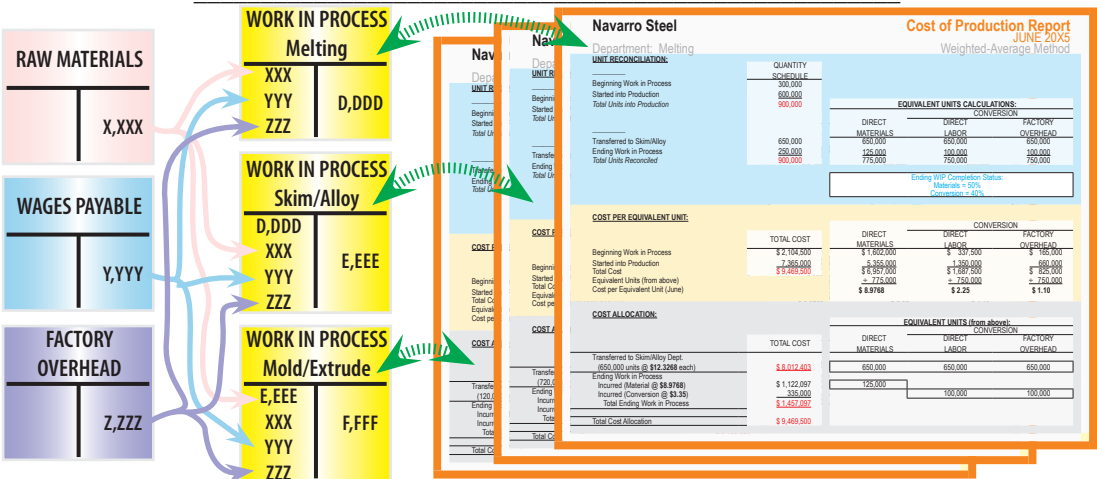 RAW MATERIALS
X,XXX
WAGES PAYABLE
Y,YYY
FACTORY
OVERHEAD
Z,ZZZ
WORK IN PROCESS
Melting
XXX
YYY
ZZZ
D,DDD
WORK IN PROCESS
Skim/Alloy
D,DDD
XXX
YYY
ZZZ
E,EEE
WORK IN PROCESS
Mold/Extrude
E,EEE
XXX
YYY
ZZZ
F,FFF
Navarro Steel Cost of Production Report
JUNE 20X5
Department: Melting Weighted-Average Method
UNIT RECONCILIATION:
QUANTITY
SCHEDULE
Beginning Work in Process 300,000
Started into Production 600,000
Total Units into Production 900,000
EQUIVALENT UNITS CALCULATIONS:
CONVERSION
DIRECT DIRECT FACTORY
MATERIALS LABOR OVERHEAD
Transferred to Skim/Alloy 650,000 650,000 650,000 650,000
Ending Work in Process 250,000 125,000 100,000 100,000
Total Units Reconciled 900,000 775,000 750,000 750,000
Ending WIP Completion Status:
Materials = 50%
Conversion = 40%
COST PER EQUIVALENT UNIT:
CONVERSION
TOTAL COST DIRECT DIRECT FACTORY
MATERIALS LABOR OVERHEAD
Beginning Work in Process $ 2,104,500 $ 1,602,000 $ 337,500 $ 165,000
Started into Production 7,365,000 5,355,000 1,350,000 660,000
Total Cost $ 9,469,500 $ 6,957,000 $ 1,687,500 $ 825,000
Equivalent Units (from above) ÷ 775,000 ÷ 750,000 ÷ 750,000
Cost per Equivalent Unit (June) $ 8.9768 $ 2.25 $ 1.10
COST ALLOCATION:
EQUIVALENT UNITS (from above):
CONVERSION
TOTAL COST DIRECT DIRECT FACTORY
MATERIALS LABOR OVERHEAD
Transferred to Skim/Alloy Dept.
(650,000 units @ $12.3268 each) $ 8,012,403 650,000 650,000 650,000
Ending Work in Process
Incurred (Material @ $8.9768) $ 1,122,097 125,000
Incurred (Conversion @ $3.35) 335,000 100,000 100,000
Total Ending Work in Process $ 1,457,097
Total Cost Allocation $ 9,469,500